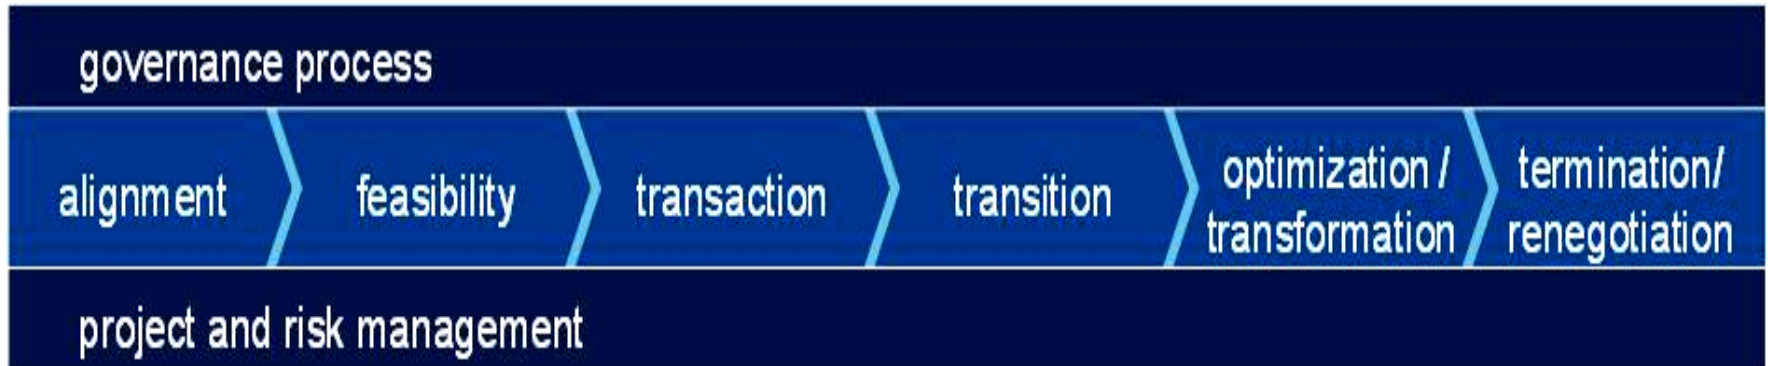 governance process
alignment
feasibility
transaction
transition
optimization /
transformation
termination/
renegotiation
project and risk management